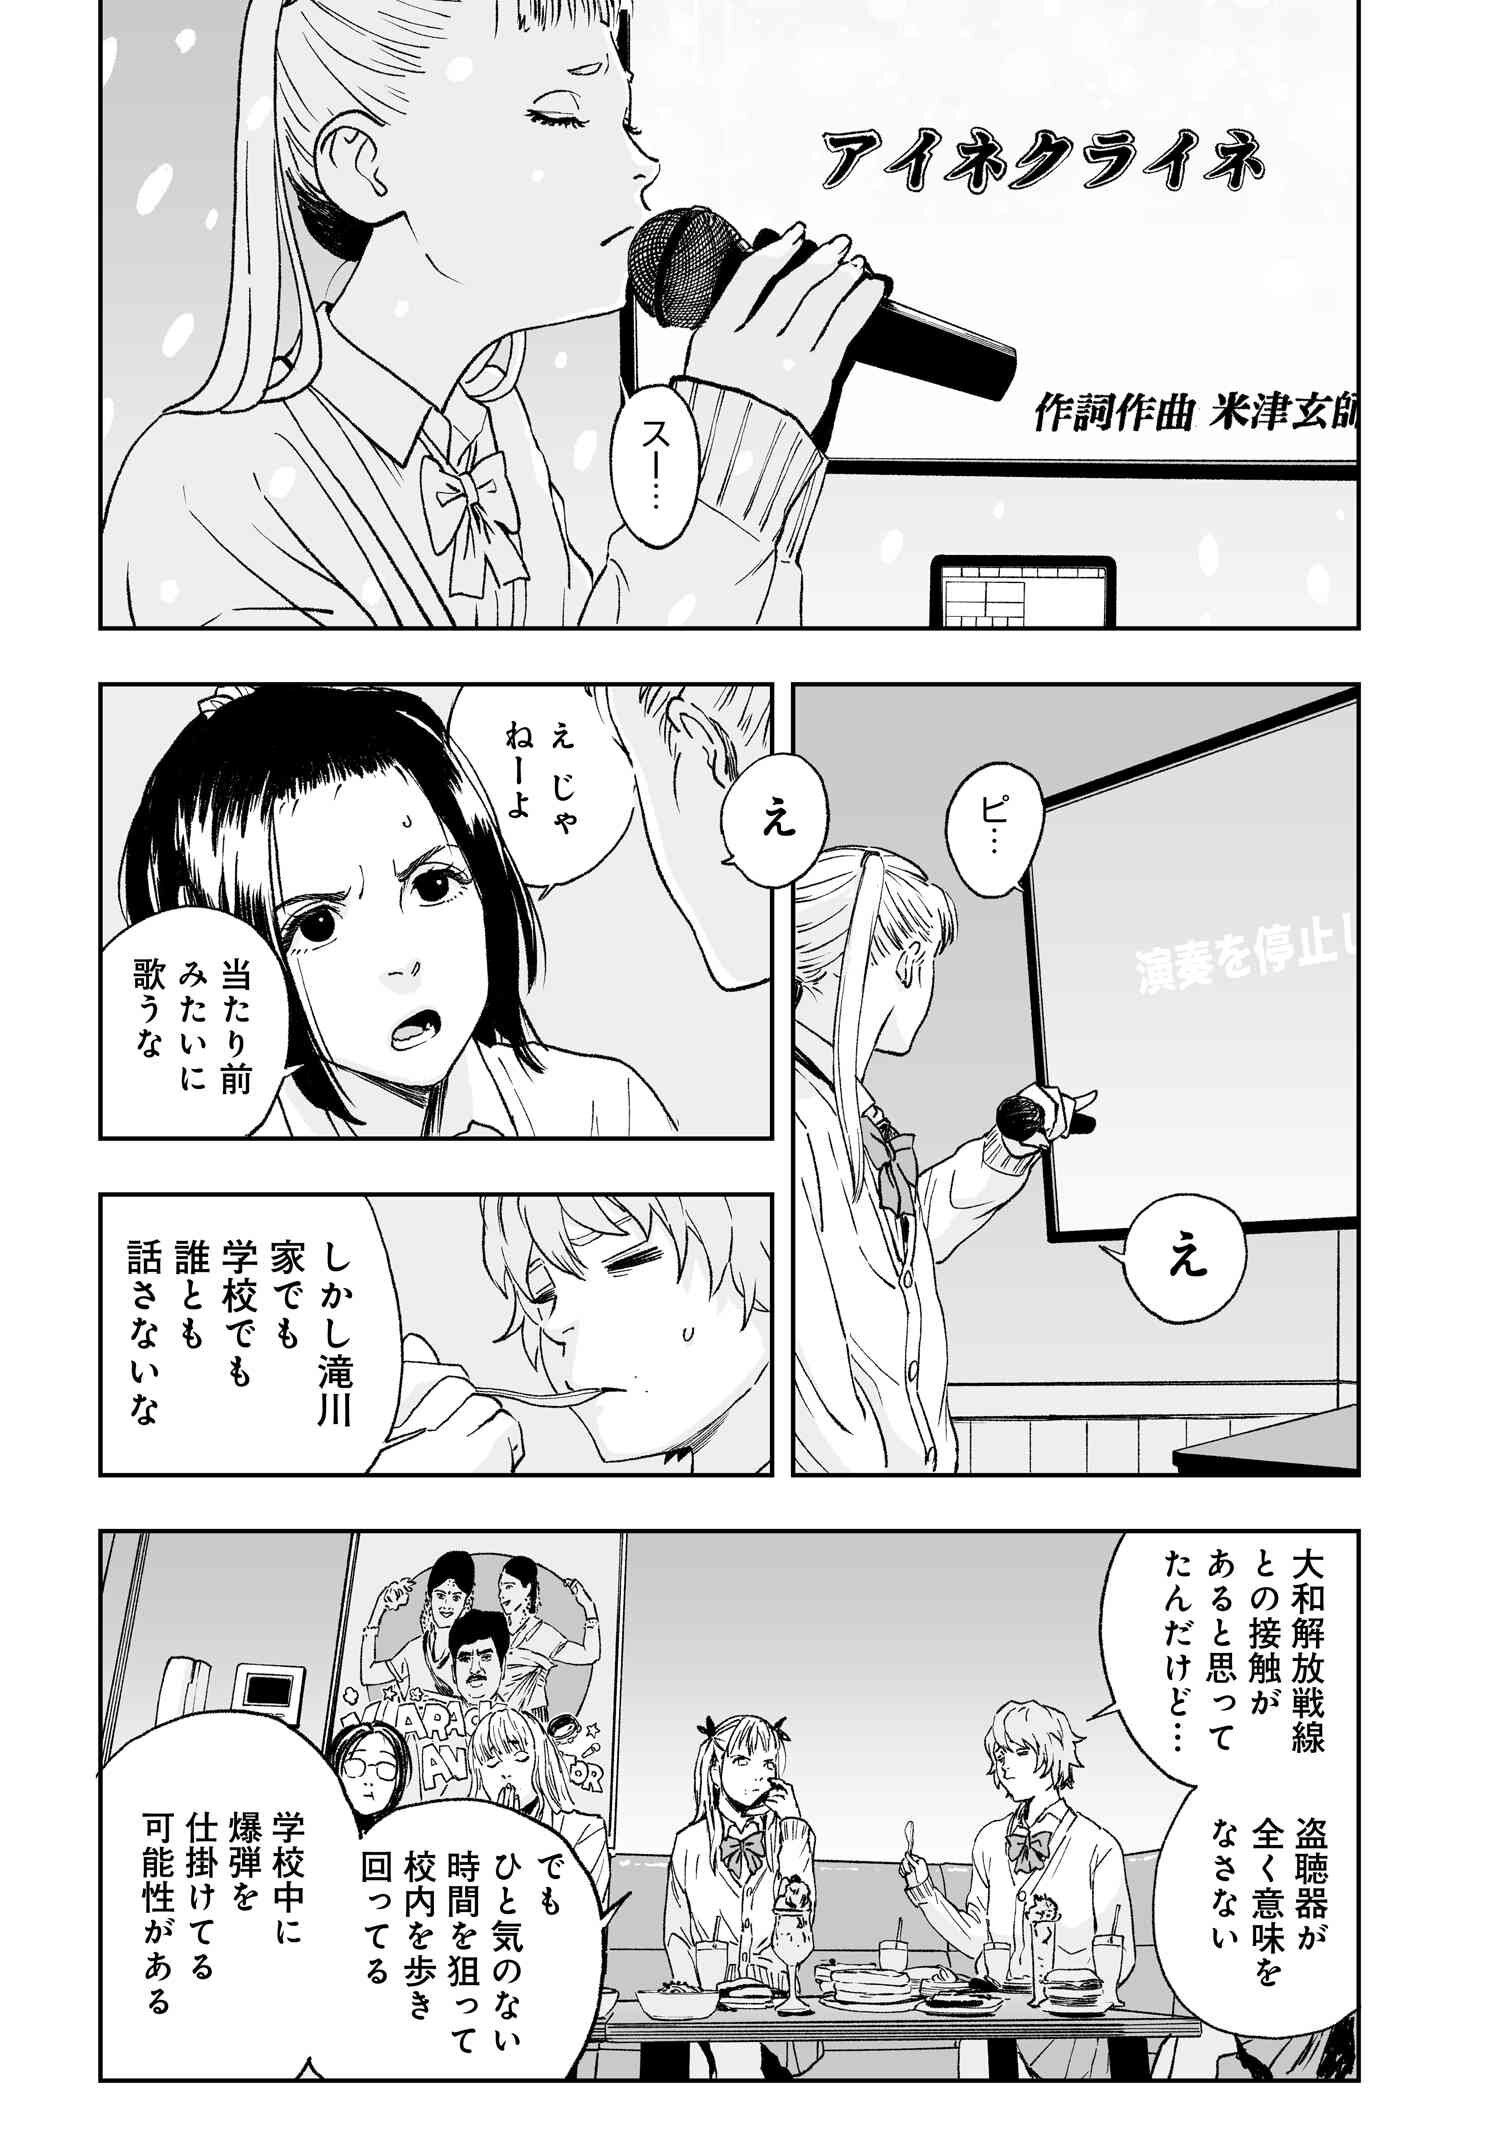 アイネクライネ
作詞作曲 米津玄師
スー…
ピ…
演奏を停止し
え
え
え じゃ
ねーよ
当たり前
みたいに
歌うな
しかし滝川
家でも
学校でも
誰とも
話さないな
大和解放戦線
との接触が
あると思って
たんだけど…
盗聴器が
全く意味を
なさない
でも
ひと気のない
時間を狙って
校内を歩き
回ってる
学校中に
爆弾を
仕掛けてる
可能性がある